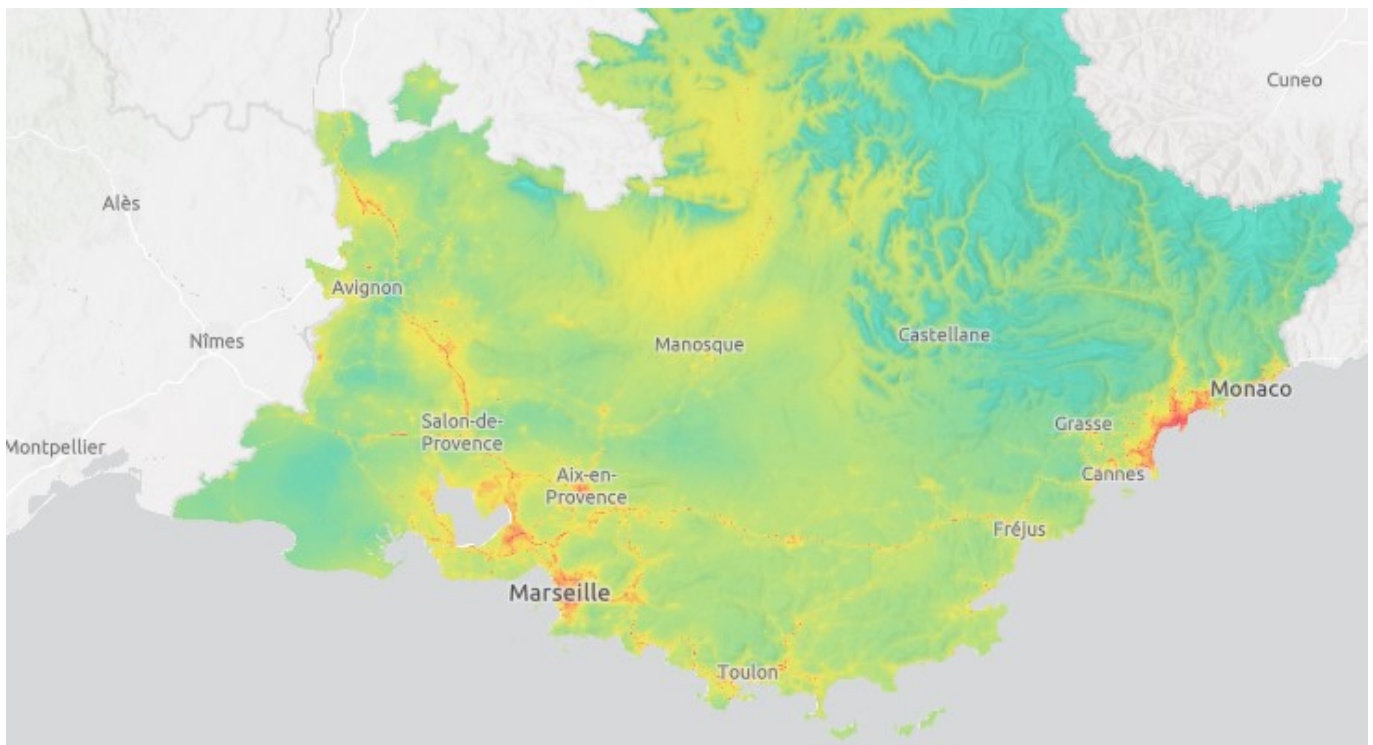 Cuneo
Alès
Avignon
Nîmes
Manosque
Castellane
Monaco
Salon-de-
Provence
Grasse
Montpellier
Aix-en-
Provence
Cannes
Fréjus
Marseille
Toulon